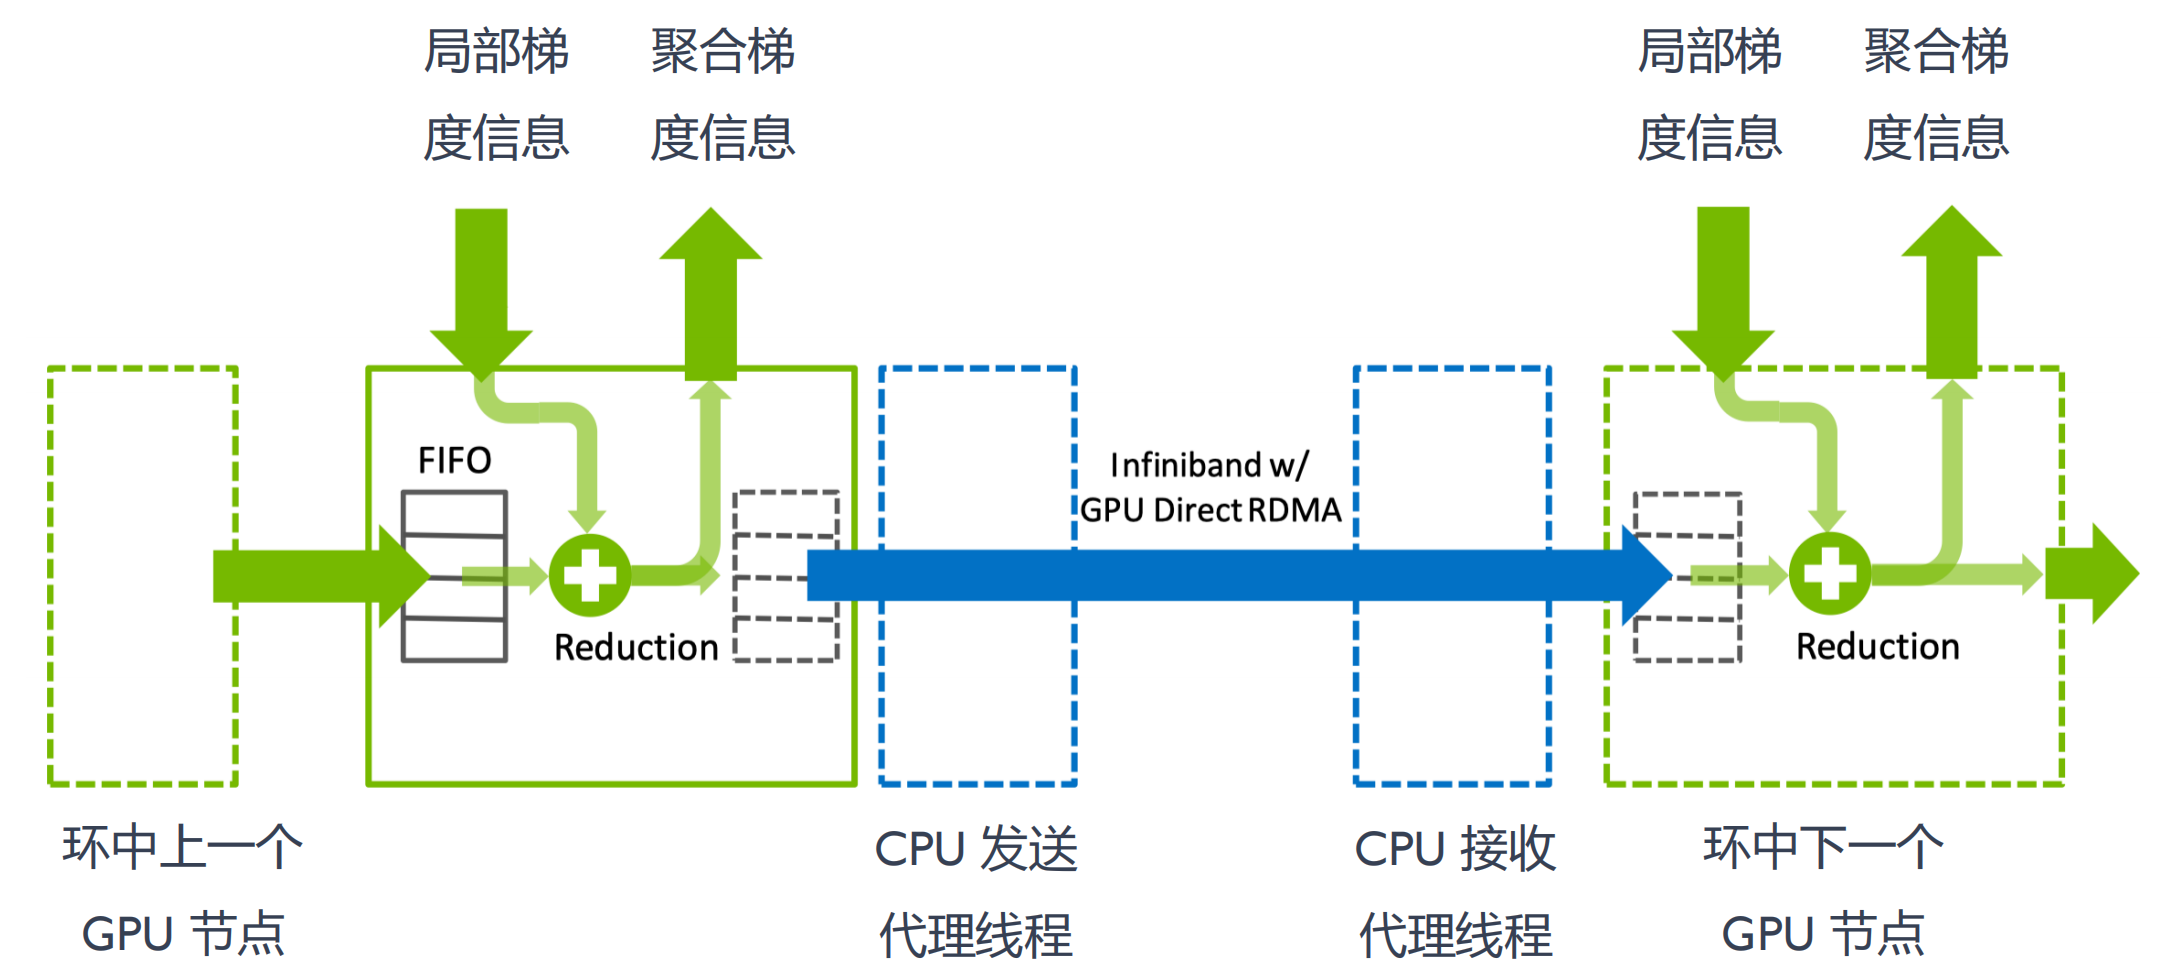 局部梯
度信息
聚合梯
度信息
局部梯
度信息
聚合梯
度信息
FIFO
Reduction
Infiniband w/
GPU Direct RDMA
Reduction
环中上一个
GPU 节点
CPU 发送
代理线程
CPU 接收
代理线程
环中下一个
GPU 节点